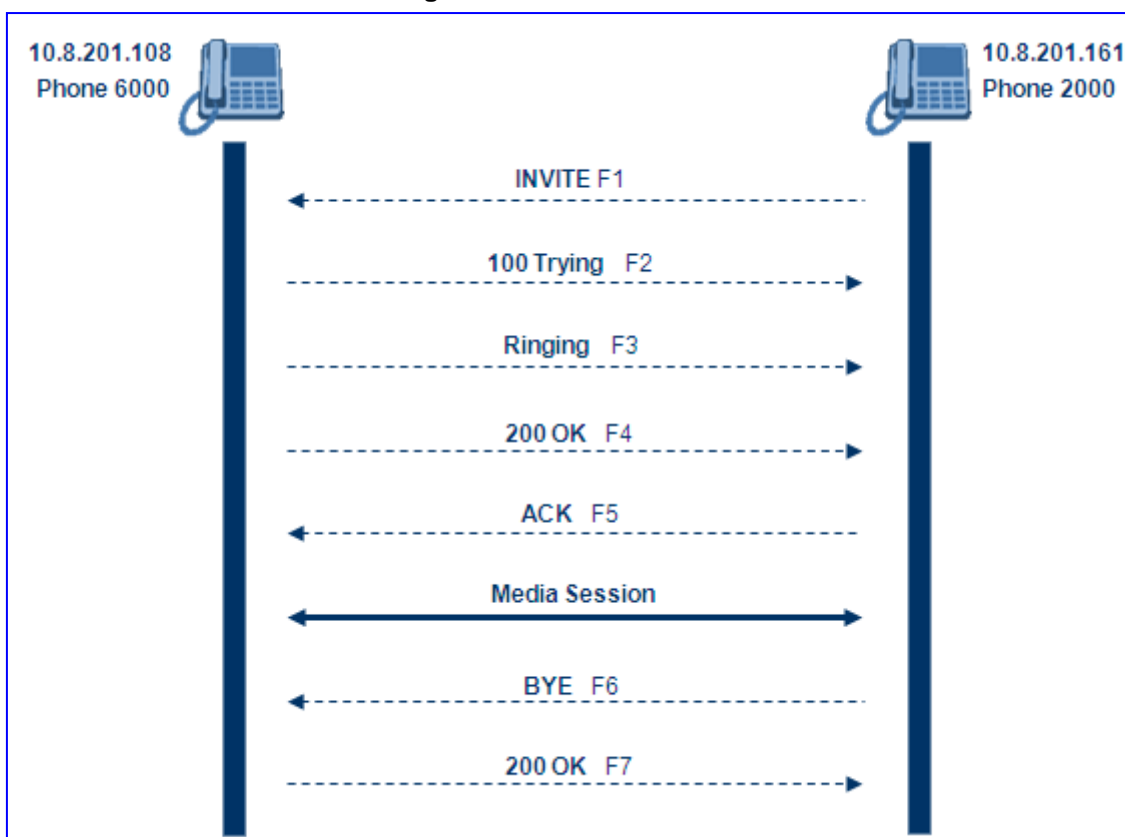 10.8.201.108
Phone 6000
10.8.201.161
Phone 2000
INVITE F1
100 Trying F2
Ringing F3
200 OK F4
ACK F5
Media Session
BYE F6
200 OK F7